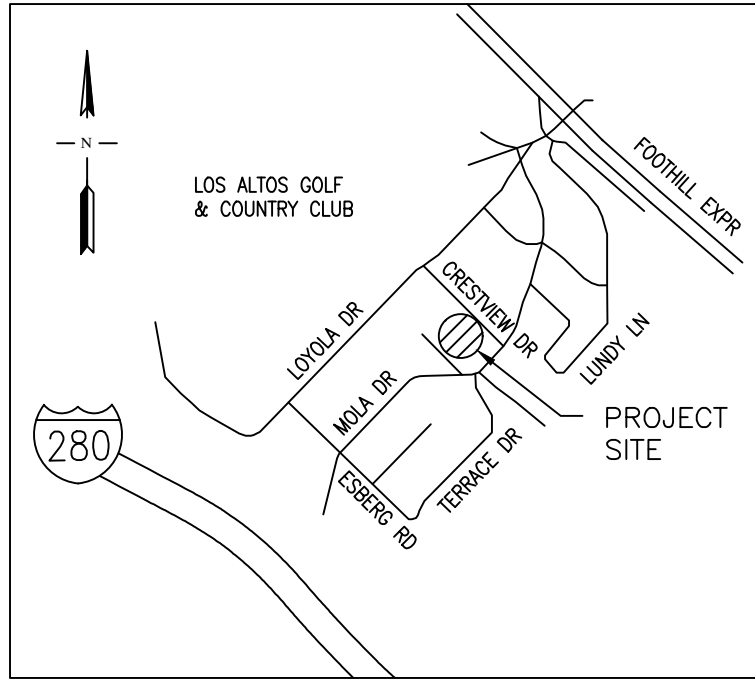 N
LOS ALTOS GOLF
& COUNTRY CLUB
FOOTHILL EXPR
CRESTVIEW DR
LOYOLA DR
LUNDY LN
MOLA DR
PROJECT
SITE
280
TERRACE DR
ESBERG RD